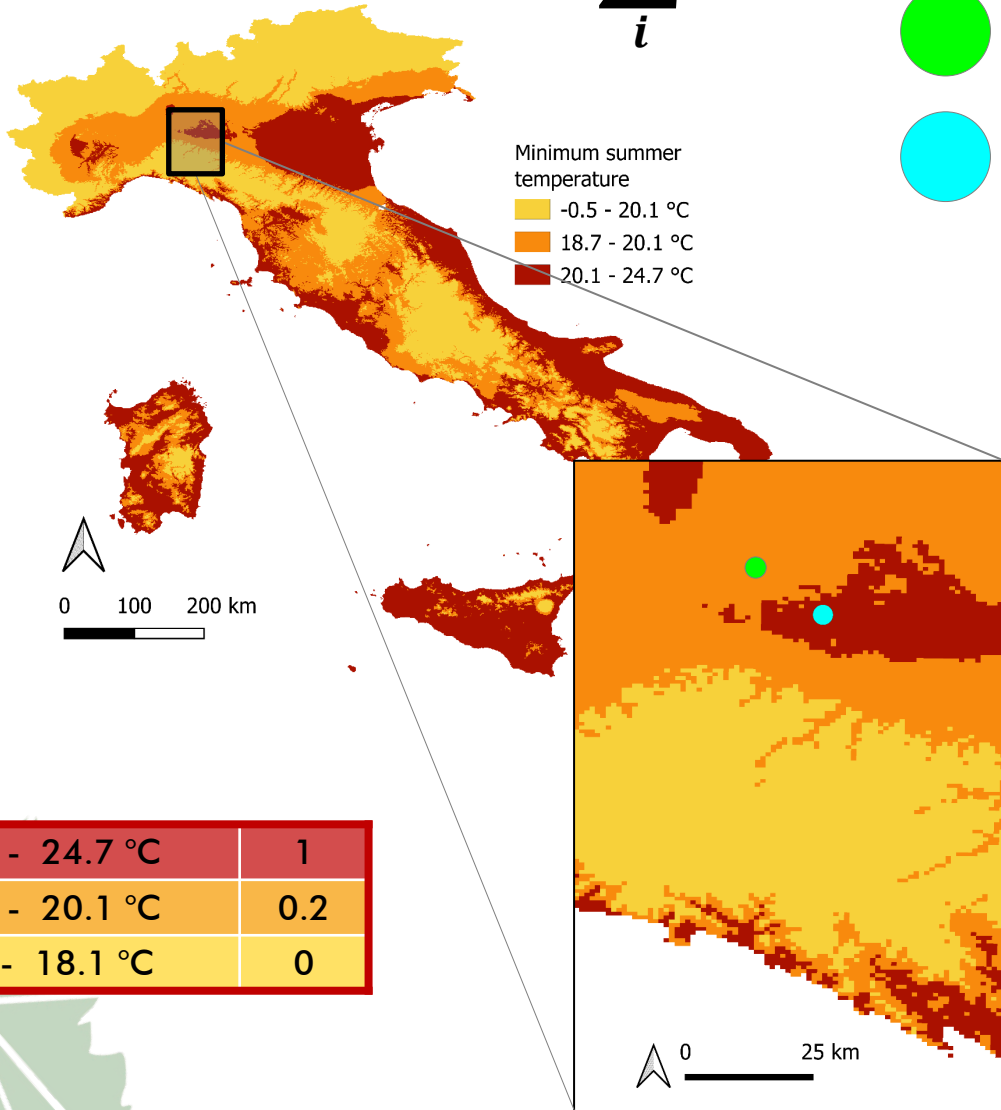 i
Minimum summer
temperature
-0.5 - 20.1 °C
18.7 - 20.1 °C
20.1 - 24.7 °C
0 100 200 km
- 24.7 °C 1
- 20.1 °C 0.2
- 18.1 °C 0
0 25 km